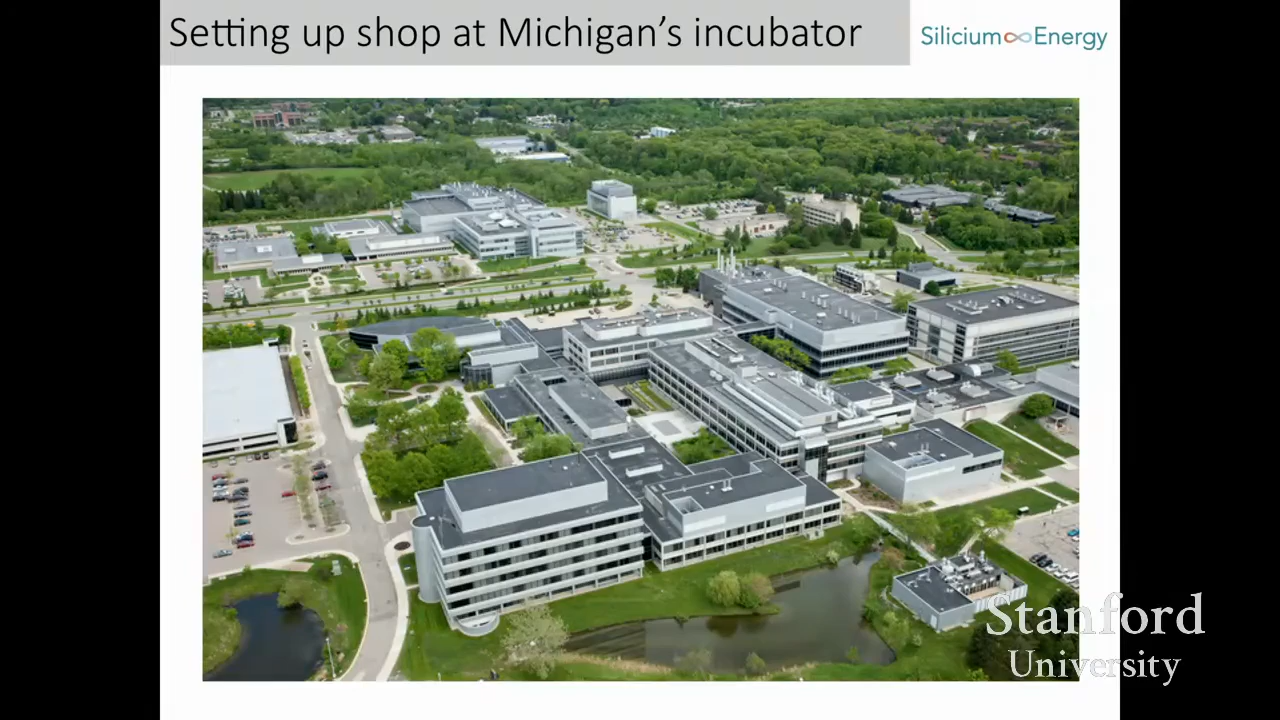 Setting up shop at Michigan's incubator
Silicium Energy
Stanford
University